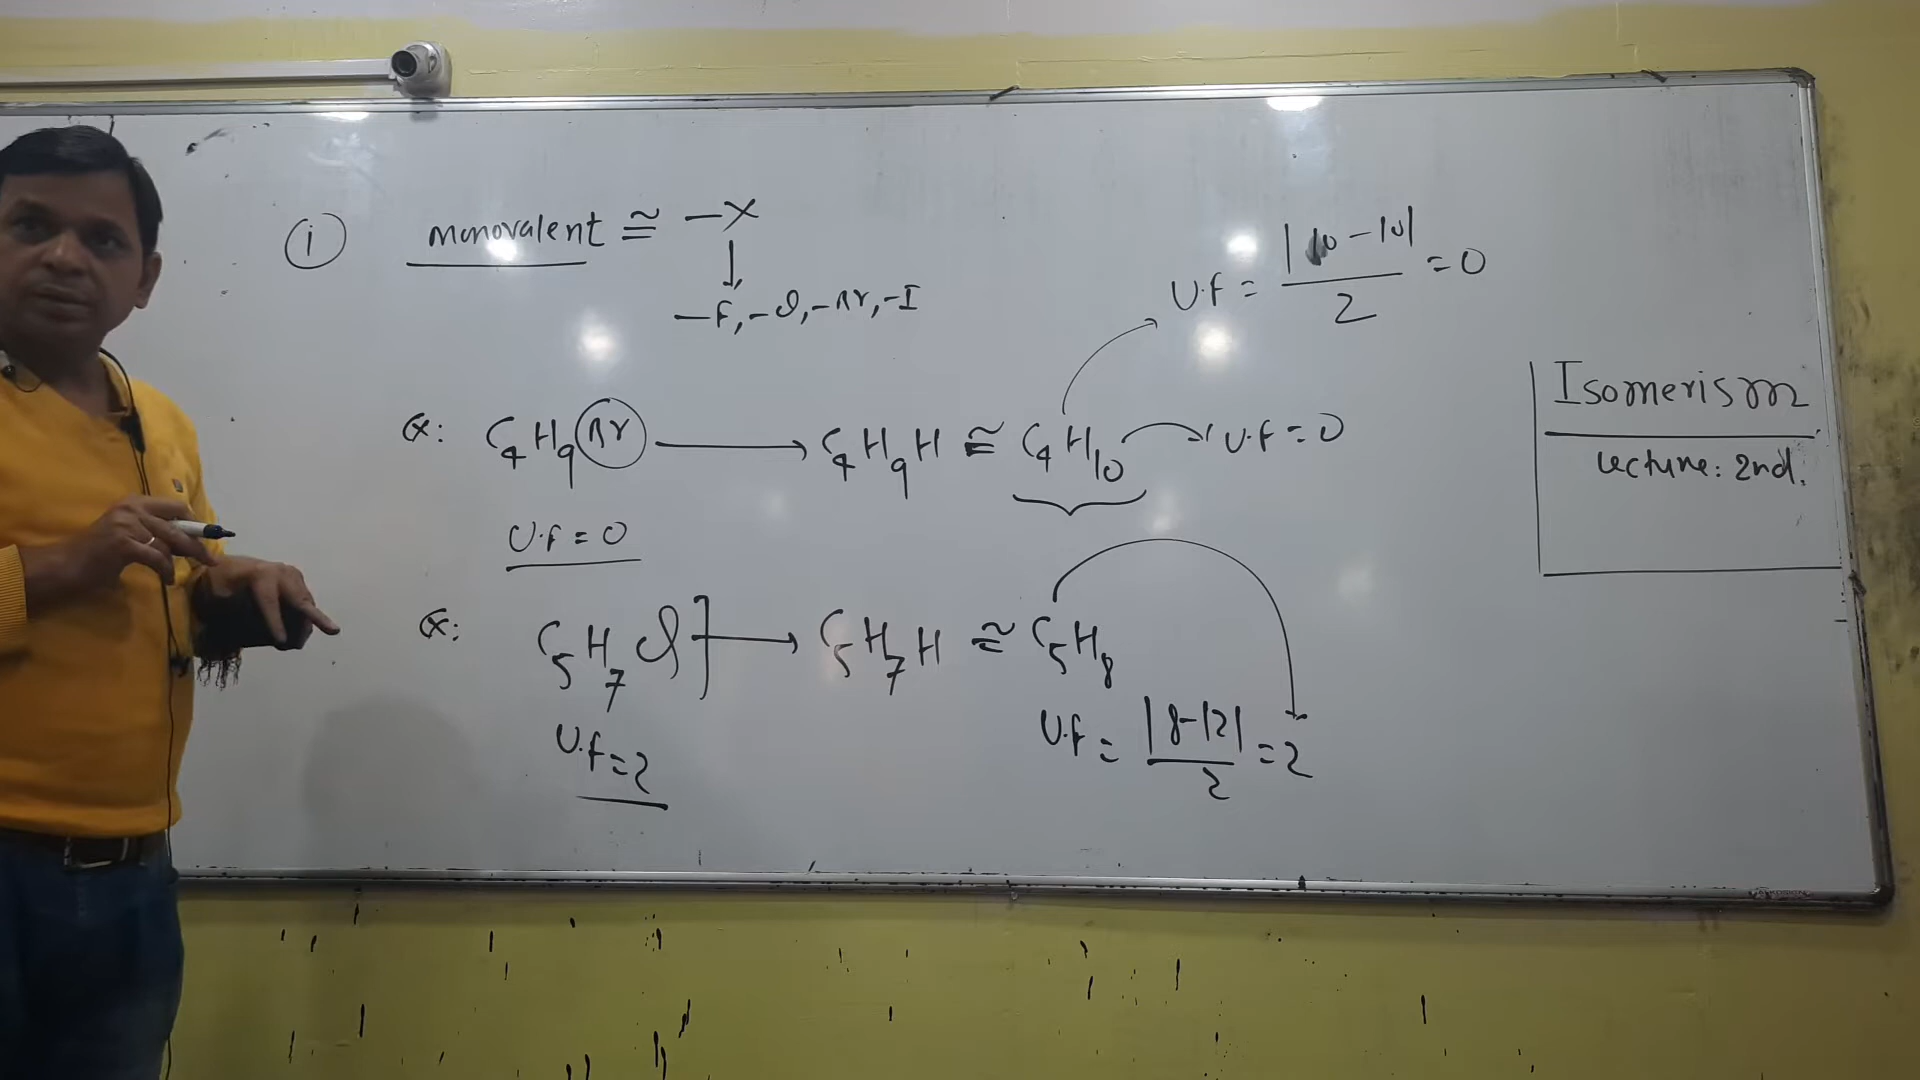 (i) monovalent ≅ -X
↓
-F, -Cl, -Br, -I
U.F = |10-10|/2 = 0
Ex: C₄H₉Br → C₄H₉H ≅ C₄H₁₀ → U.F = 0
U.F = 0
Ex: C₅H₇Cl] → C₅H₇H ≅ C₅H₈
U.F = 2
U.F = |8-12|/2 = 2
Isomerism
Lecture: 2nd.